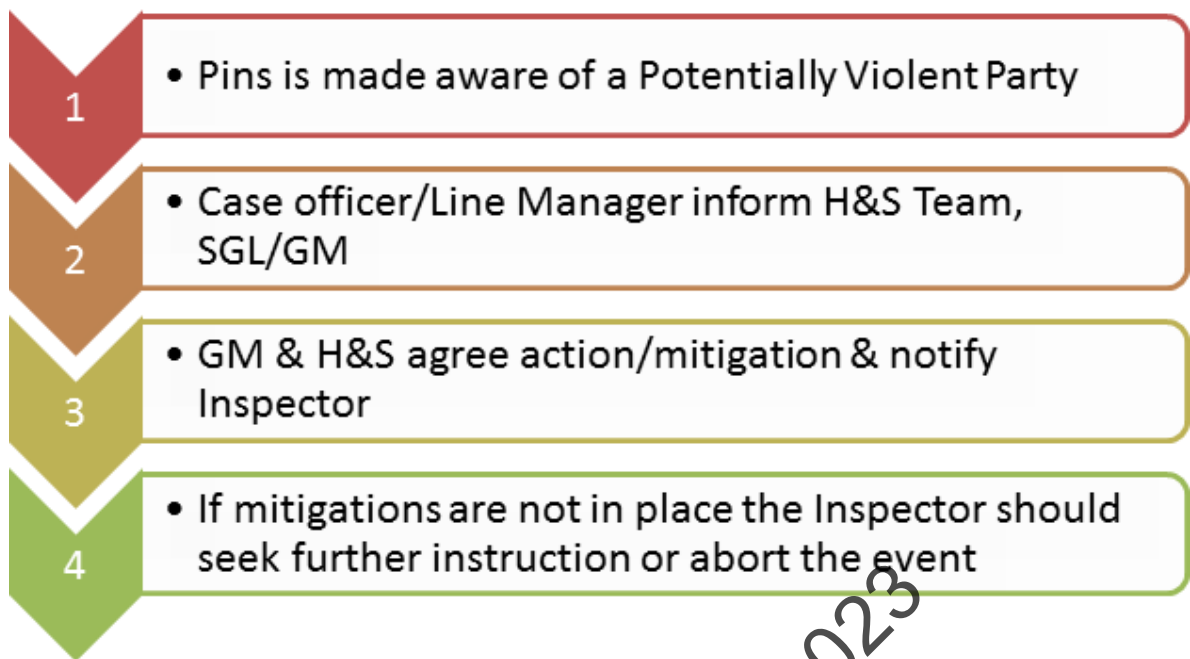 1
• Pins is made aware of a Potentially Violent Party
2
• Case officer/Line Manager inform H&S Team,
SGL/GM
3
• GM & H&S agree action/mitigation & notify
Inspector
4
• If mitigations are not in place the Inspector should
seek further instruction or abort the event
023